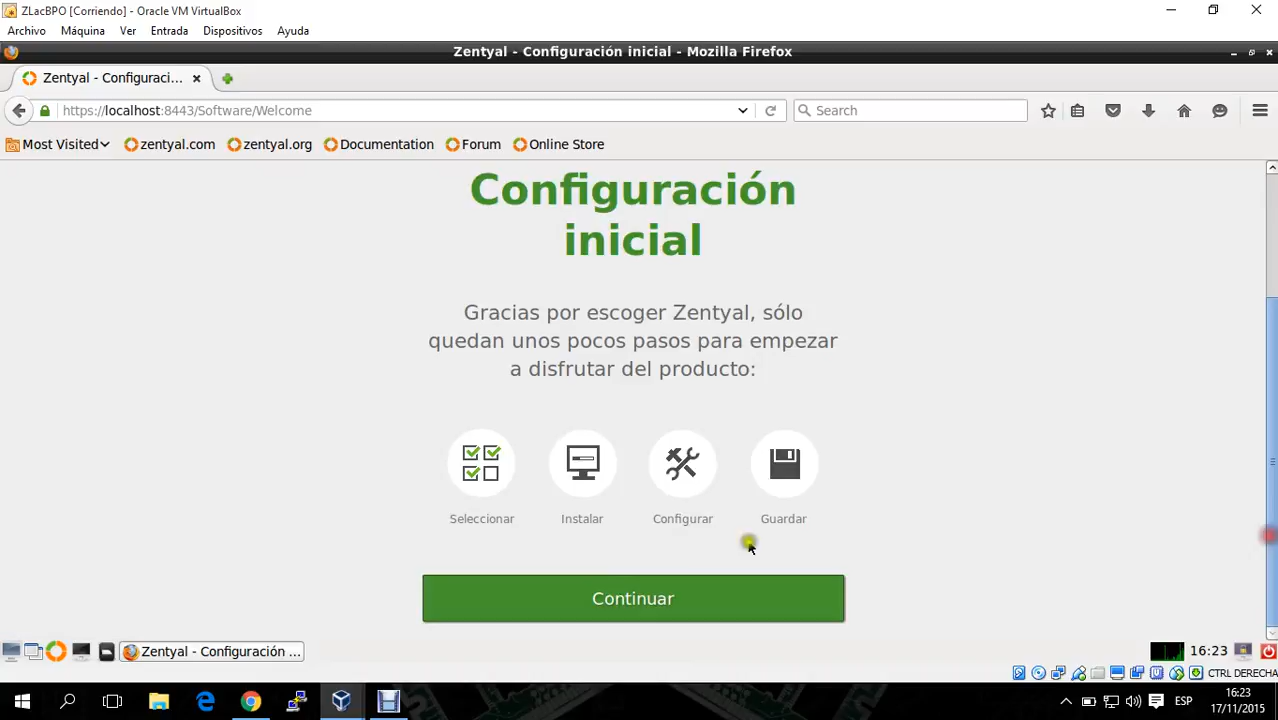 ZLacBPO [Corriendo] - Oracle VM VirtualBox
Archivo Máquina Ver Entrada Dispositivos Ayuda
Zentyal - Configuración inicial - Mozilla Firefox
Zentyal - Configuraci...
https://localhost:8443/Software/Welcome
Search
Most Visited
zentyal.com
zentyal.org
Documentation
Forum
Online Store
Configuración
inicial
Gracias por escoger Zentyal, sólo
quedan unos pocos pasos para empezar
a disfrutar del producto:
Seleccionar Instalar Configurar Guardar
Continuar
Zentyal - Configuración ...
16:23
CTRL DERECHA
ESP
16:23
17/11/2015